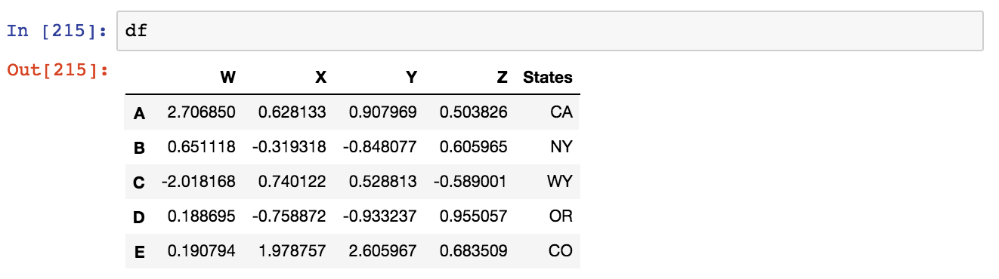 In [215]: df
Out[215]:
W X Y Z States
A 2.706850 0.628133 0.907969 0.503826 CA
B 0.651118 -0.319318 -0.848077 0.605965 NY
C -2.018168 0.740122 0.528813 -0.589001 WY
D 0.188695 -0.758872 -0.933237 0.955057 OR
E 0.190794 1.978757 2.605967 0.683509 CO